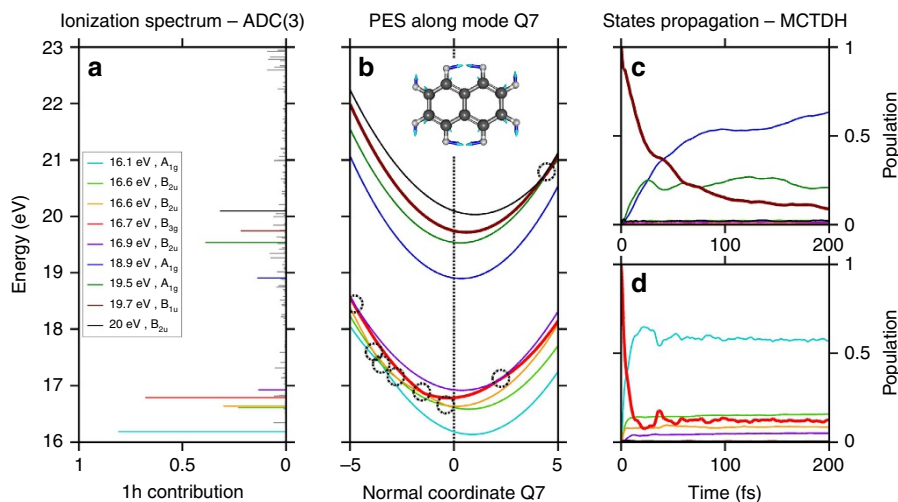 Ionization spectrum – ADC(3)
PES along mode Q7
States propagation – MCTDH
a
b
c
d
23
22
21
20
19
18
17
16
Energy (eV)
16.1 eV , A1g
16.6 eV , B2u
16.6 eV , B2u
16.7 eV , B3g
16.9 eV , B2u
18.9 eV , A1g
19.5 eV , A1g
19.7 eV , B1u
20 eV , B2u
1
0.5
0
1h contribution
−5
0
5
Normal coordinate Q7
1
0.5
0
Population
0
100
200
1
0.5
0
Population
0
100
200
Time (fs)